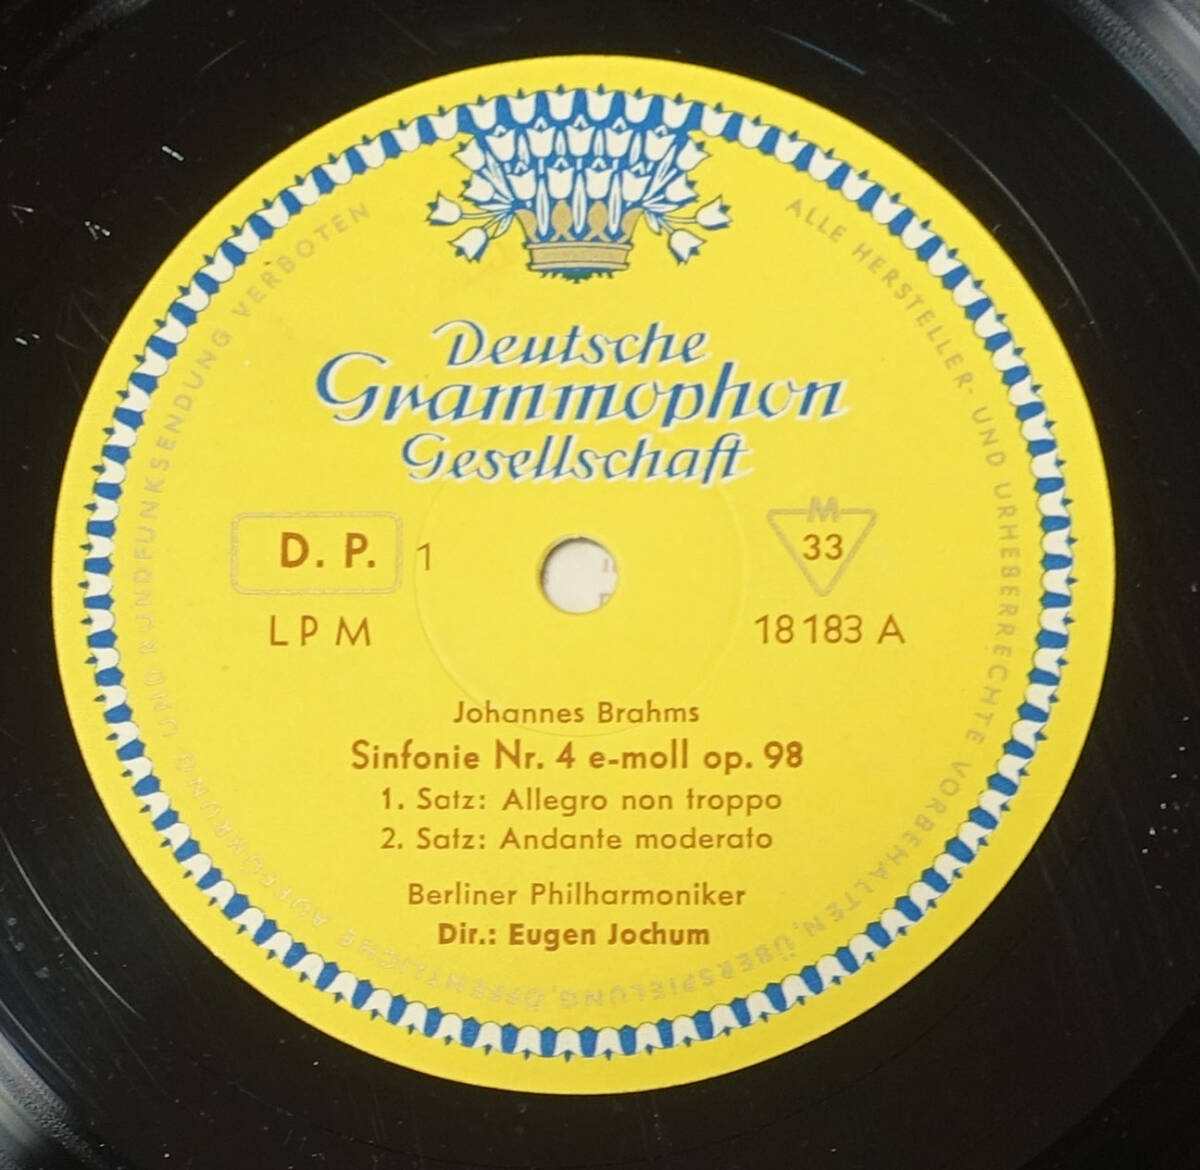 Deutsche
Grammophon
Gesellschaft
D. P. 1
M
33
LPM
18 183 A
Johannes Brahms
Sinfonie Nr. 4 e-moll op. 98
1. Satz: Allegro non troppo
2. Satz: Andante moderato
Berliner Philharmoniker
Dir.: Eugen Jochum
ALLE HERSTELLER- UND URHEBERRECHTE VORBEHALTEN, ÜBERSPIELUNG, ÖFFENTLICHE AUFFÜHRUNG UND RUNDFUNKSENDUNG VERBOTEN